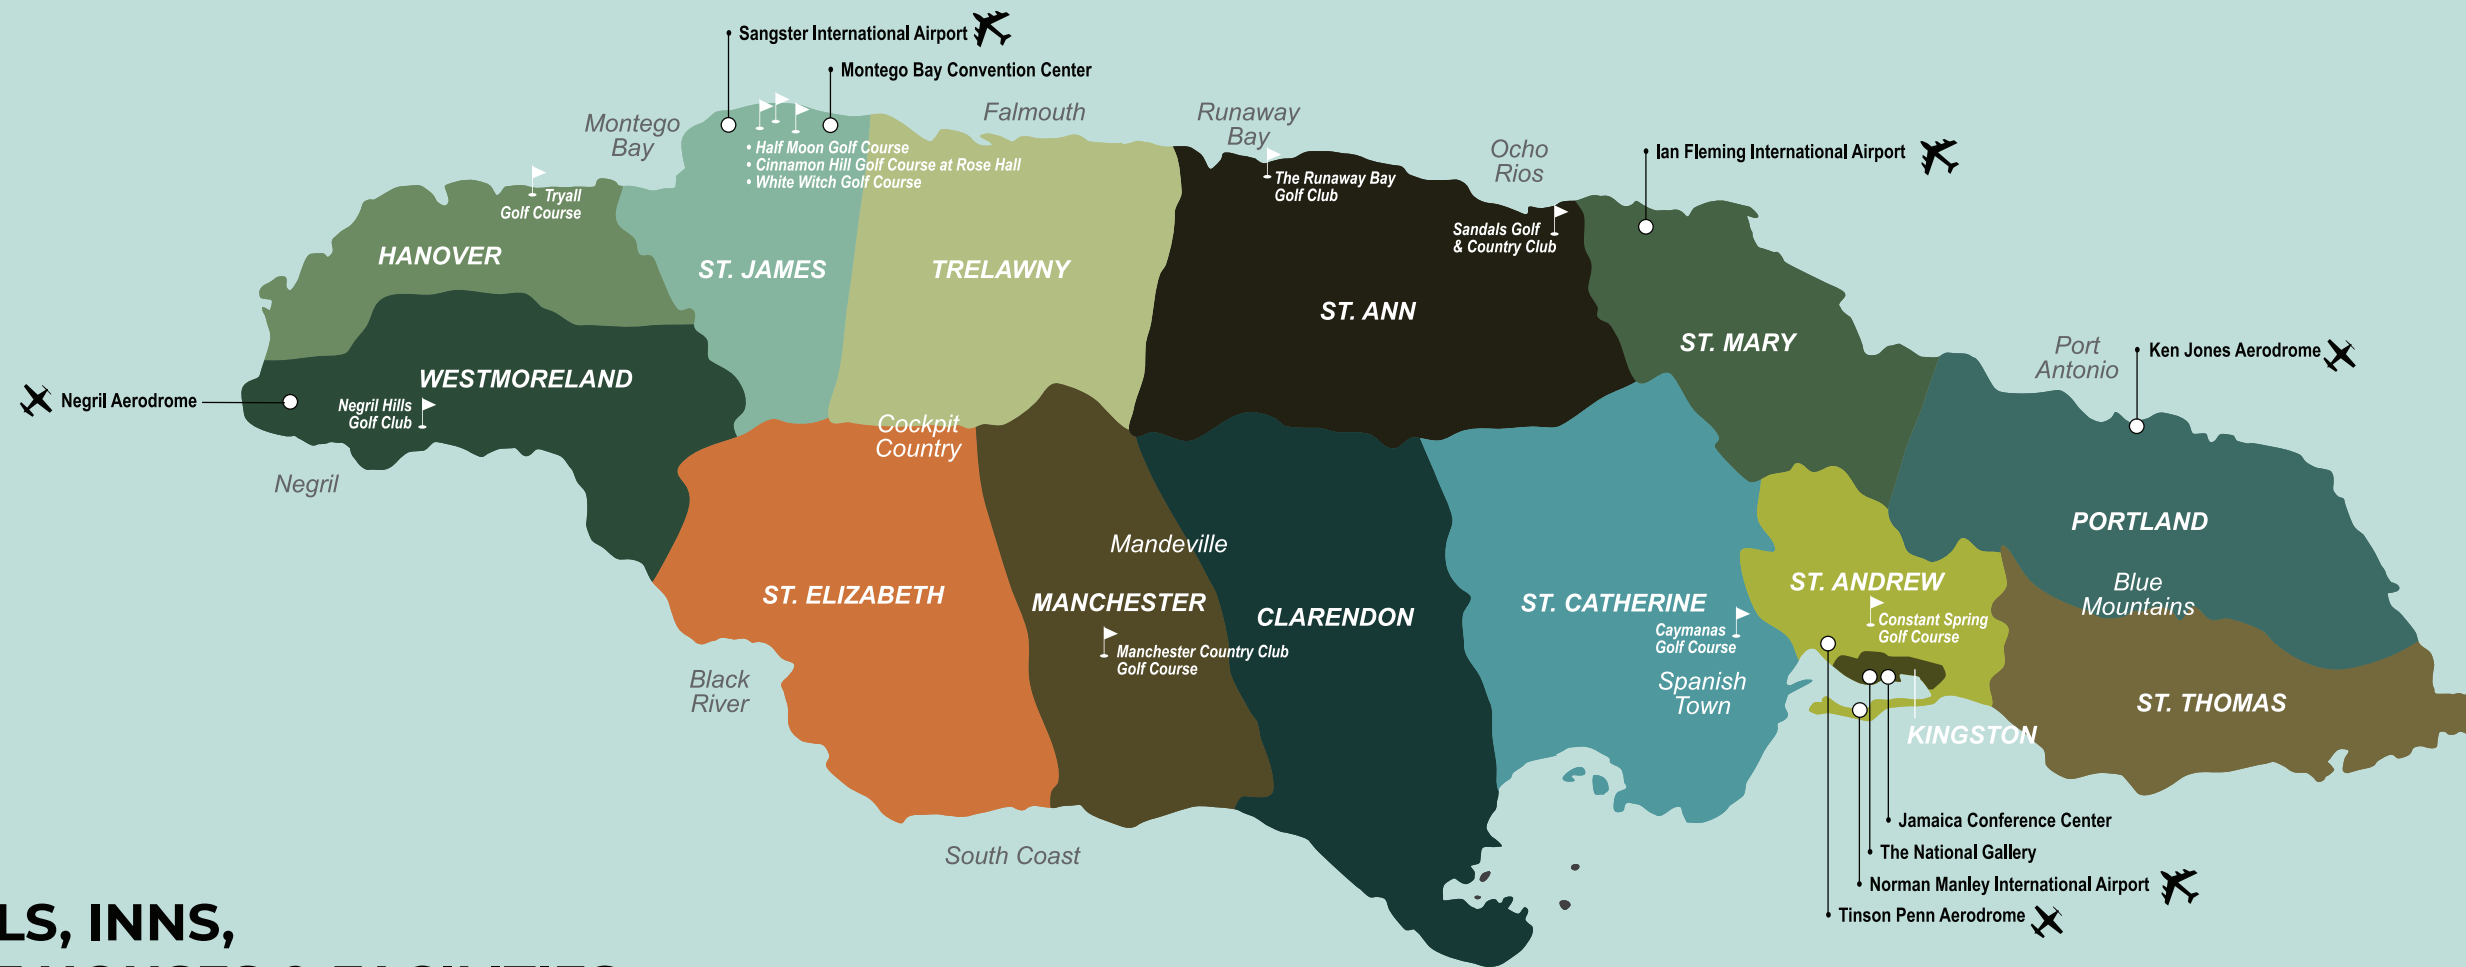 Sangster International Airport
Montego Bay Convention Center
Montego
Bay
Falmouth
Runaway
Bay
Ocho
Rios
Ian Fleming International Airport
• Half Moon Golf Course
• Cinnamon Hill Golf Course at Rose Hall
• White Witch Golf Course
Tryall
Golf Course
The Runaway Bay
Golf Club
Sandals Golf
& Country Club
HANOVER
ST. JAMES
TRELAWNY
ST. ANN
ST. MARY
Port
Antonio
Ken Jones Aerodrome
WESTMORELAND
Negril Aerodrome
Negril Hills
Golf Club
Negril
Cockpit
Country
Mandeville
PORTLAND
ST. ELIZABETH
MANCHESTER
CLARENDON
ST. CATHERINE
ST. ANDREW
Blue
Mountains
Constant Spring
Golf Course
Caymanas
Golf Course
Manchester Country Club
Golf Course
Black
River
Spanish
Town
ST. THOMAS
KINGSTON
South Coast
Jamaica Conference Center
The National Gallery
Norman Manley International Airport
Tinson Penn Aerodrome
LS, INNS,